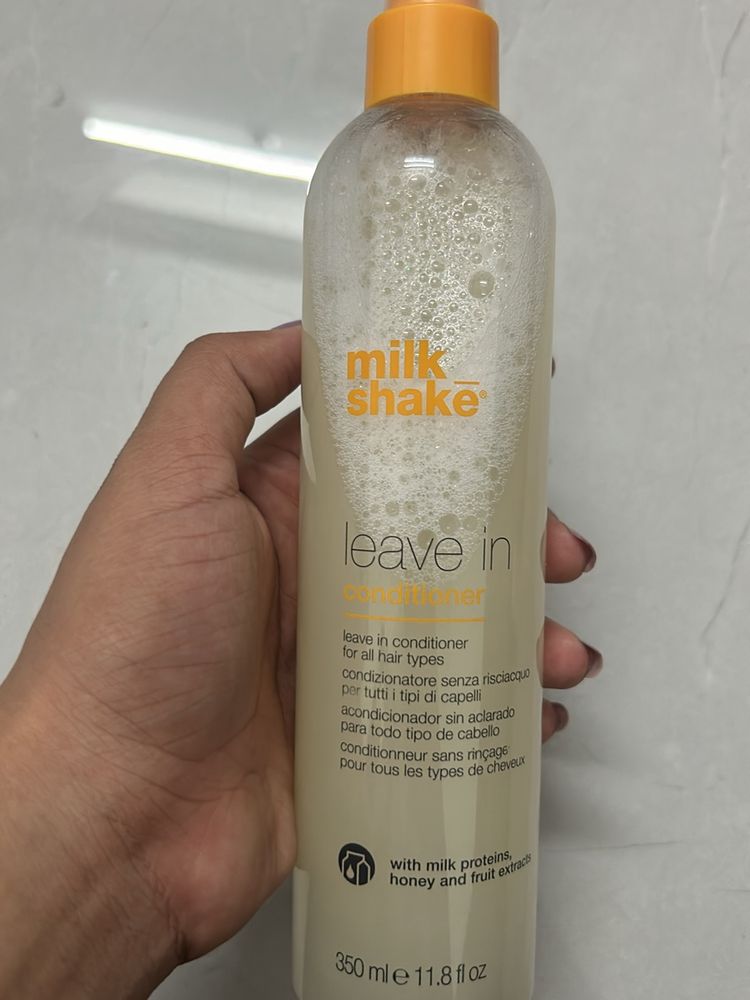 milk_
shake®
leave in
conditioner
leave in conditioner
for all hair types
condizionatore senza risciacquo
per tutti i tipi di capelli
acondicionador sin aclarado
para todo tipo de cabello
conditionneur sans rinçage
pour tous les types de cheveux
with milk proteins,
honey and fruit extracts
350 ml e 11.8 fl oz